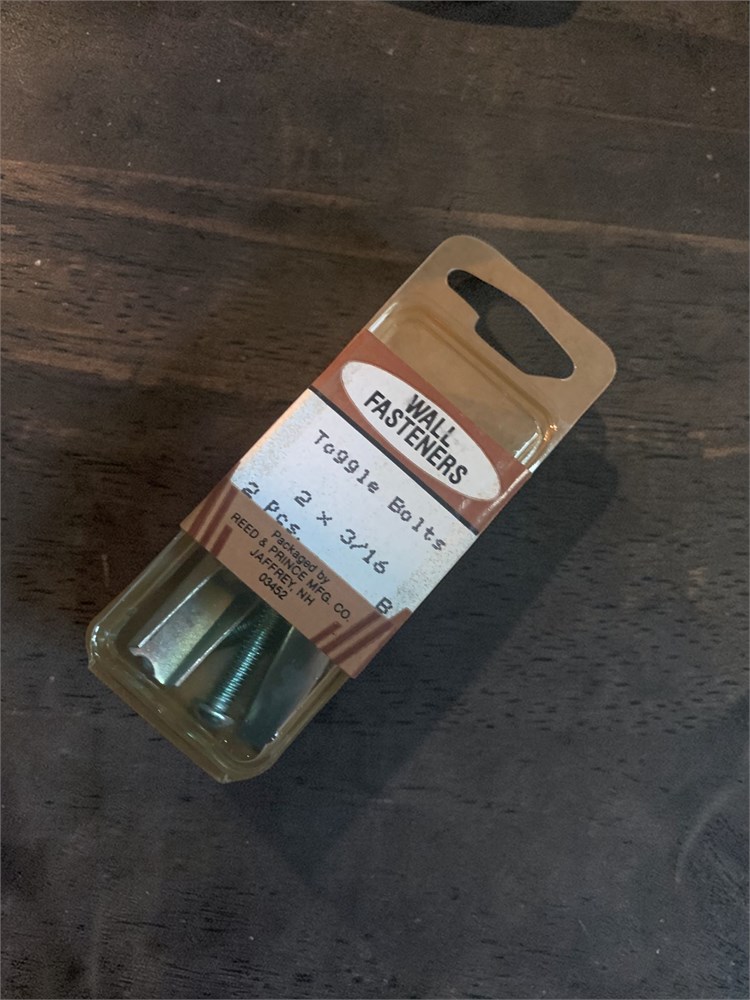 WALL
FASTENERS
Toggle Bolts
2 x 3/16
2 pcs.
B
Packaged by
REED & PRINCE MFG. CO.
JAFFREY, NH
03452